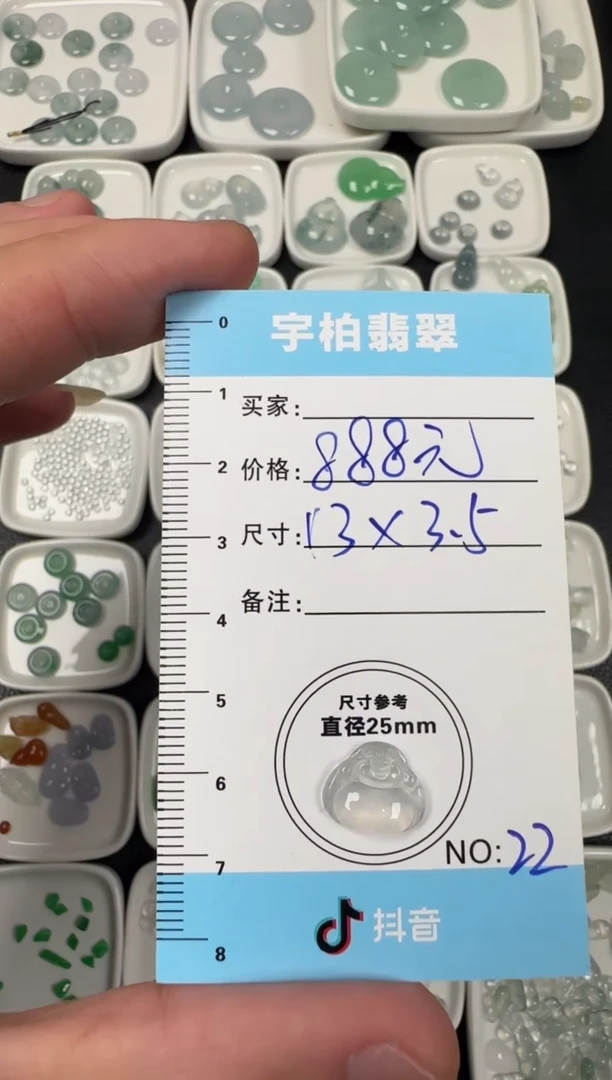 宇柏翡翠
0
1
买家:
2
价格: 888元
3
尺寸: 13×3.5
4
备注:
5
尺寸参考
直径25mm
6
NO: 22
7
抖音
8